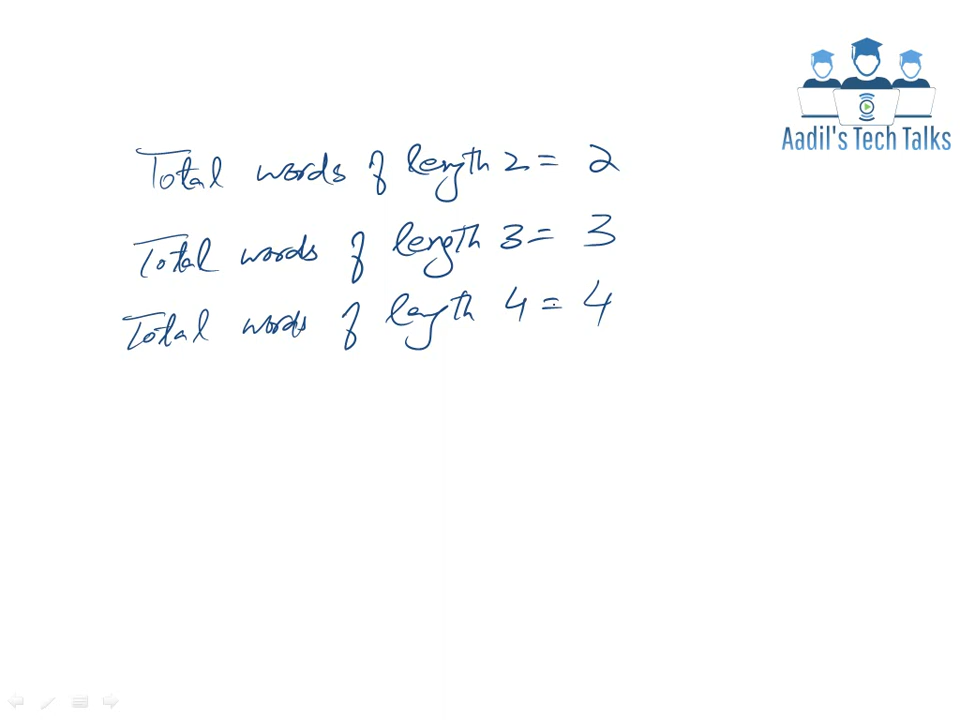 Aadil's Tech Talks
Total words of length 2 = 2
Total words of length 3 = 3
Total words of length 4 = 4